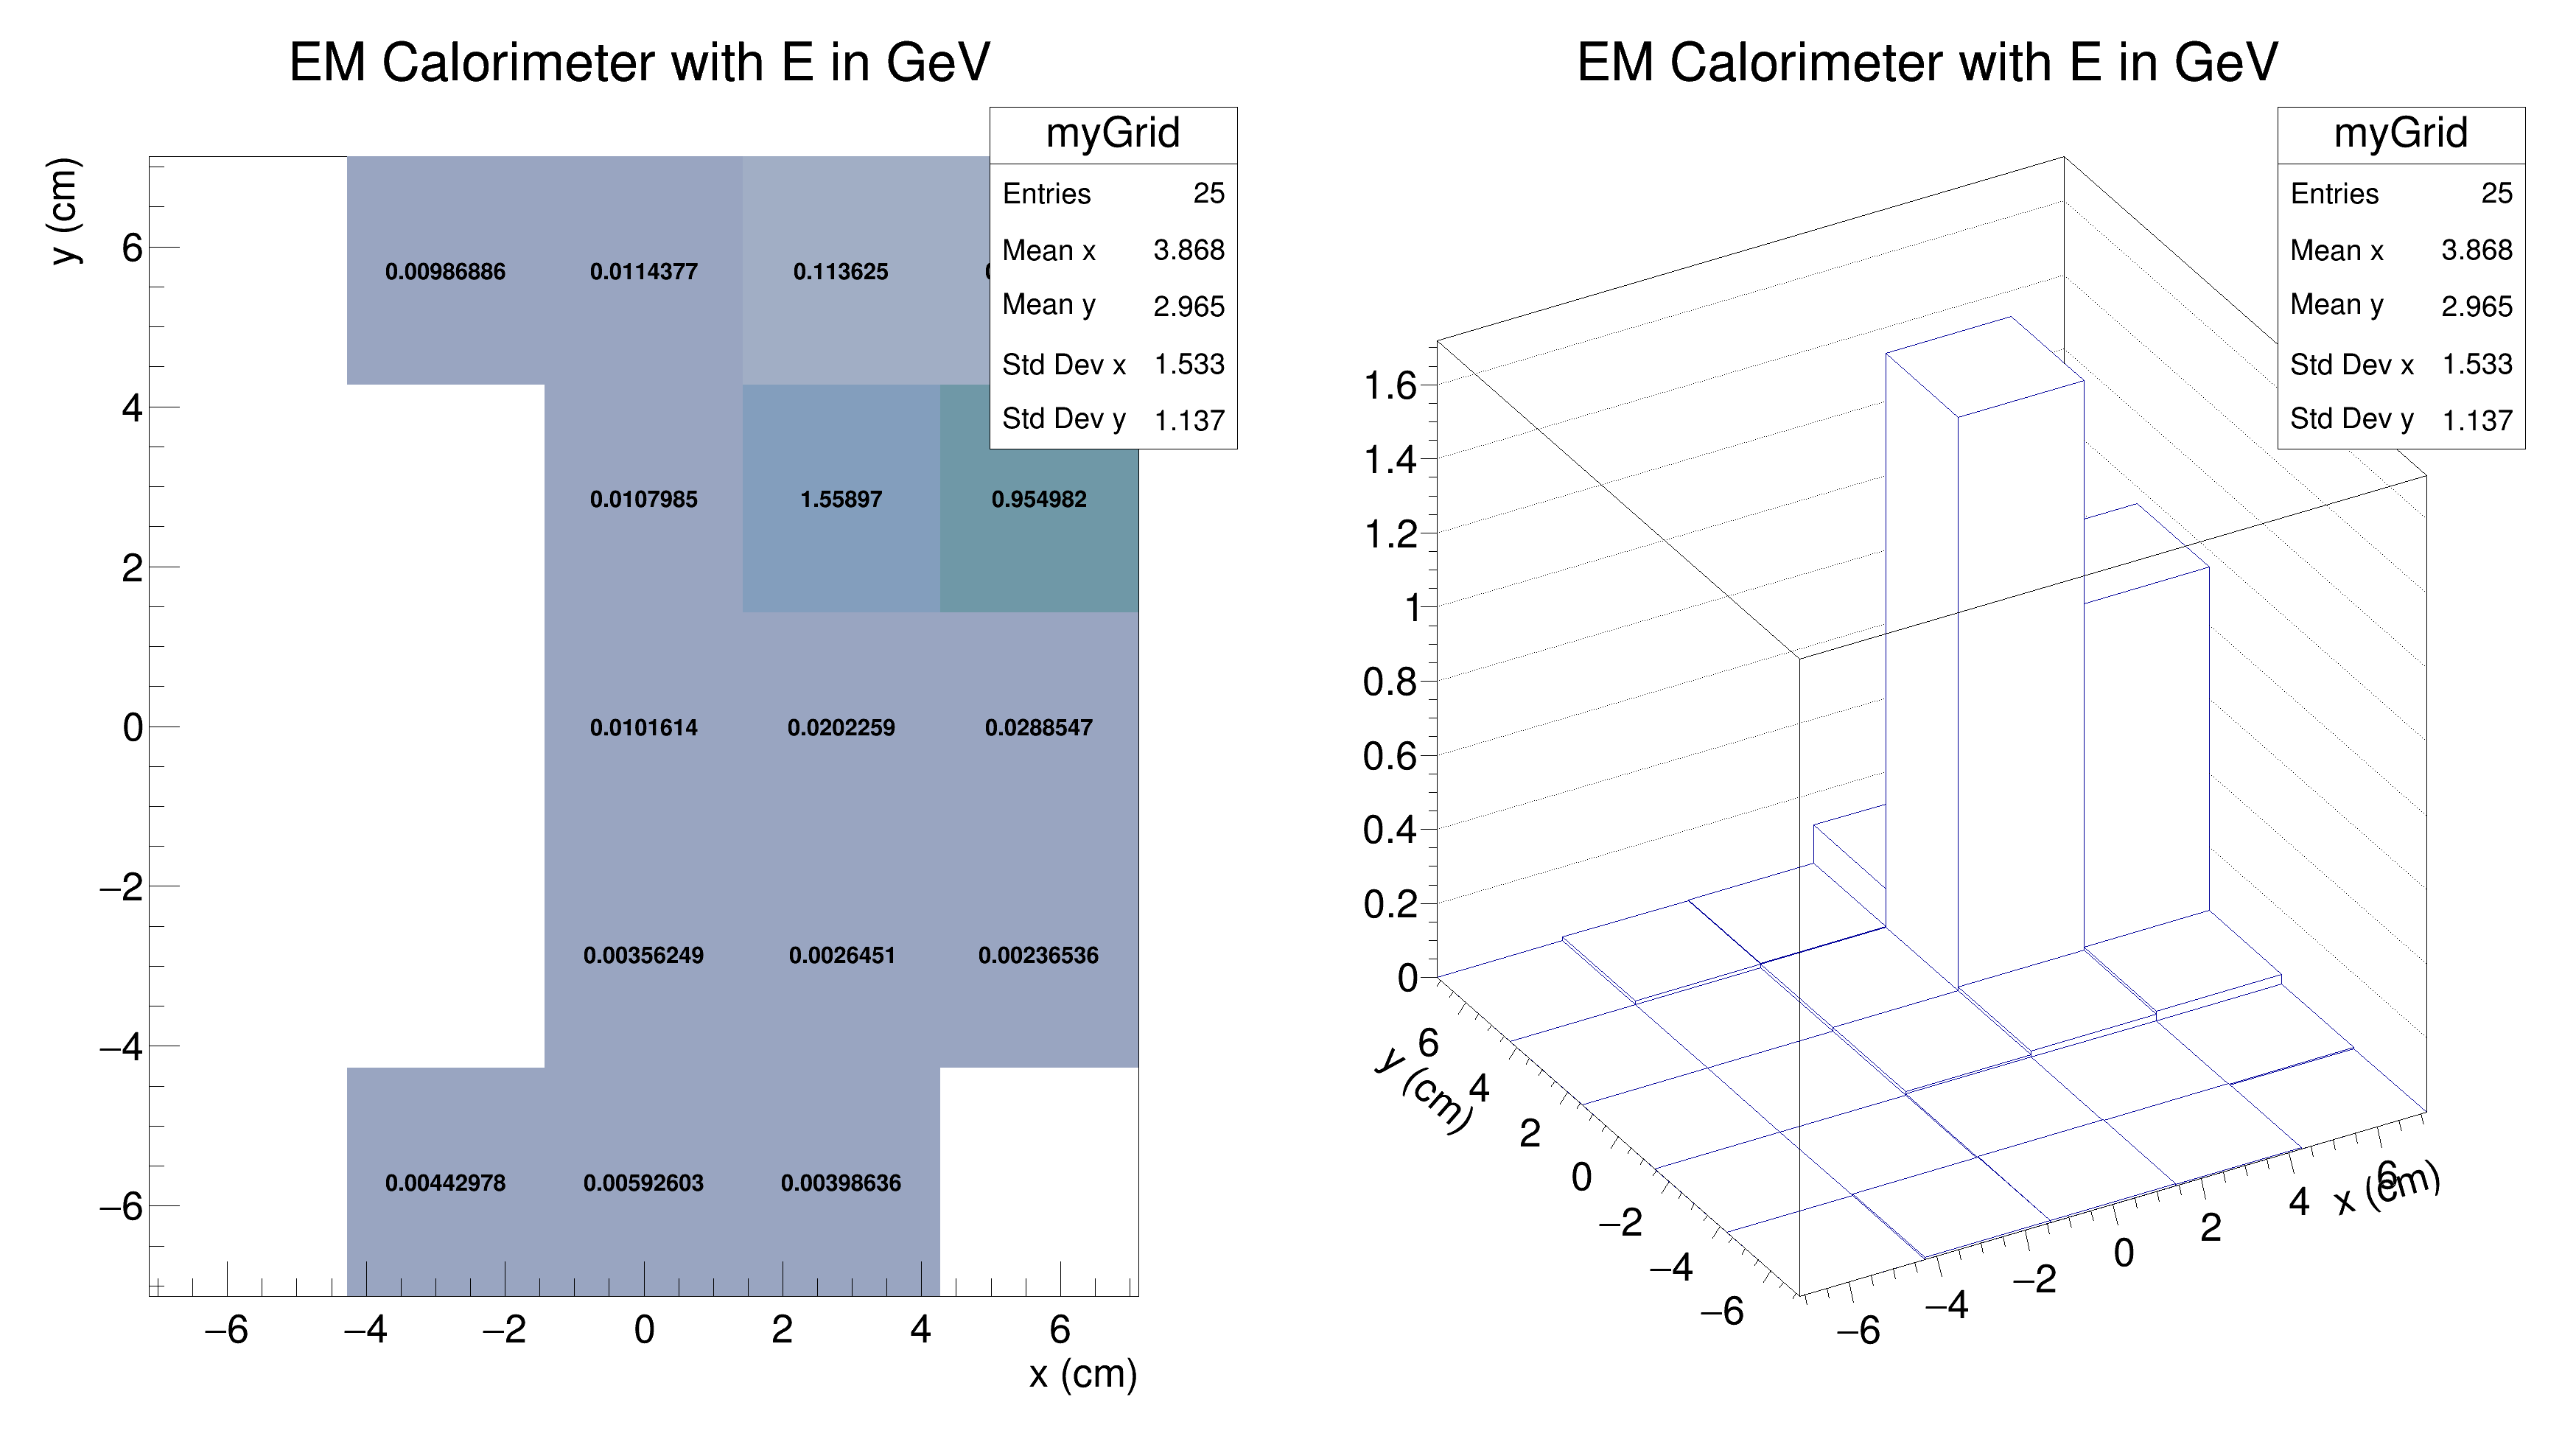 EM Calorimeter with E in GeV
myGrid
Entries 25
Mean x 3.868
Mean y 2.965
Std Dev x 1.533
Std Dev y 1.137
y (cm)
6
4
2
0
−2
−4
−6
0.00986886 0.0114377 0.113625
0.0107985 1.55897 0.954982
0.0101614 0.0202259 0.0288547
0.00356249 0.0026451 0.00236536
0.00442978 0.00592603 0.00398636
−6 −4 −2 0 2 4 6
x (cm)
EM Calorimeter with E in GeV
myGrid
Entries 25
Mean x 3.868
Mean y 2.965
Std Dev x 1.533
Std Dev y 1.137
1.6
1.4
1.2
1
0.8
0.6
0.4
0.2
0
y (cm)
6
4
2
0
−2
−4
−6
−6 −4 −2 0 2 4 6
x (cm)